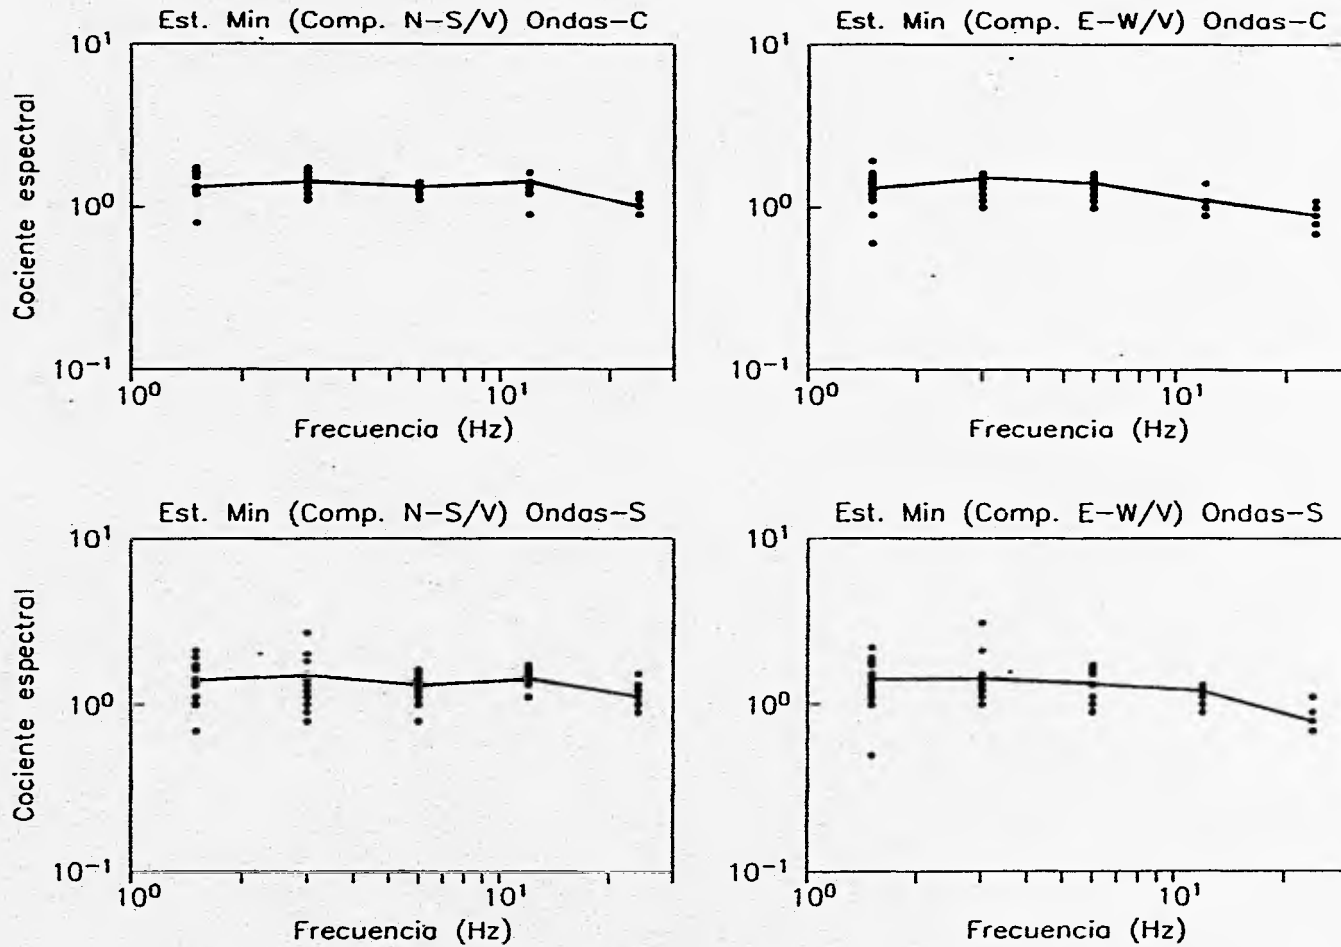 Est. Min (Comp. N-S/V) Ondas-C
Est. Min (Comp. E-W/V) Ondas-C
10¹
10¹
Cociente espectral
10⁰
10⁰
10⁻¹
10⁻¹
10⁰
10¹
10⁰
10¹
Frecuencia (Hz)
Frecuencia (Hz)
Est. Min (Comp. N-S/V) Ondas-S
Est. Min (Comp. E-W/V) Ondas-S
10¹
10¹
Cociente espectral
10⁰
10⁰
10⁻¹
10⁻¹
10⁰
10¹
10⁰
10¹
Frecuencia (Hz)
Frecuencia (Hz)